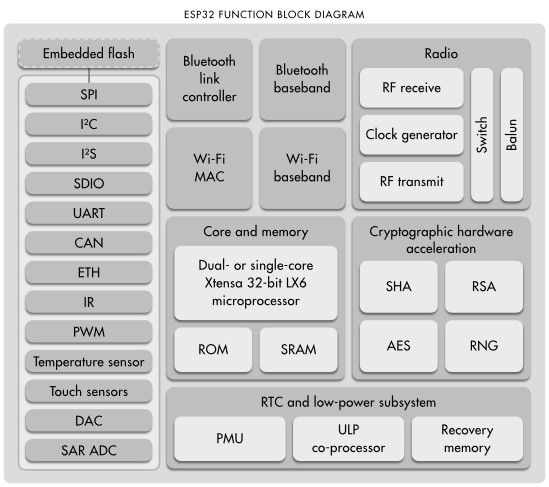 ESP32 FUNCTION BLOCK DIAGRAM
Embedded flash
SPI
I²C
I²S
SDIO
UART
CAN
ETH
IR
PWM
Temperature sensor
Touch sensors
DAC
SAR ADC
Bluetooth
link
controller
Bluetooth
baseband
Wi-Fi
MAC
Wi-Fi
baseband
Radio
RF receive
Clock generator
RF transmit
Switch
Balun
Core and memory
Dual- or single-core
Xtensa 32-bit LX6
microprocessor
ROM
SRAM
Cryptographic hardware
acceleration
SHA
RSA
AES
RNG
RTC and low-power subsystem
PMU
ULP
co-processor
Recovery
memory